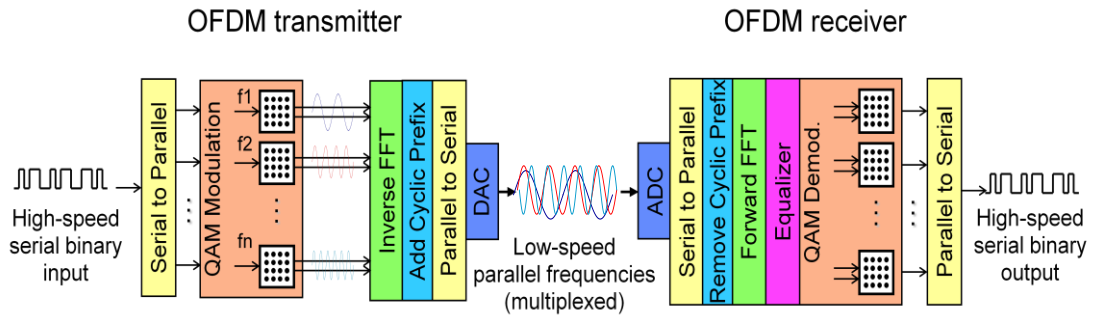 OFDM transmitter
OFDM receiver
High-speed
serial binary
input
Serial to Parallel
QAM Modulation
f1
f2
fn
Inverse FFT
Add Cyclic Prefix
Parallel to Serial
DAC
Low-speed
parallel frequencies
(multiplexed)
ADC
Serial to Parallel
Remove Cyclic Prefix
Forward FFT
Equalizer
QAM Demod.
Parallel to Serial
High-speed
serial binary
output